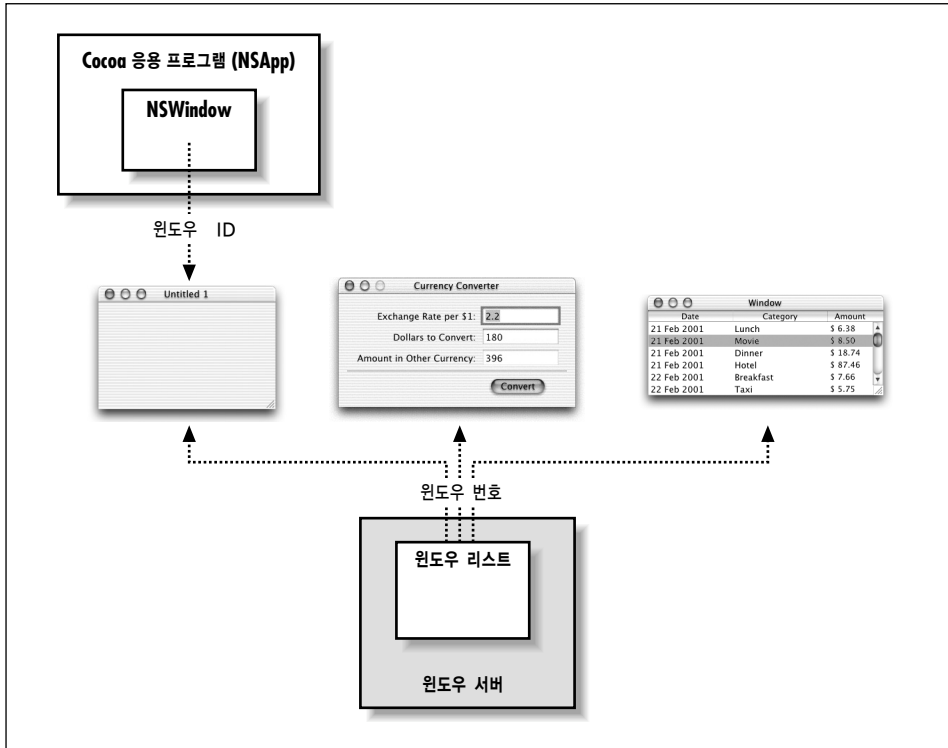 Cocoa 응용 프로그램 (NSApp)
NSWindow
윈도우 ID
Untitled 1
Currency Converter
Exchange Rate per $1: 2.2
Dollars to Convert: 180
Amount in Other Currency: 396
Convert
Window
Date Category Amount
21 Feb 2001 Lunch $ 6.38
21 Feb 2001 Movie $ 8.50
21 Feb 2001 Dinner $ 18.74
21 Feb 2001 Hotel $ 87.46
22 Feb 2001 Breakfast $ 7.66
22 Feb 2001 Taxi $ 5.75
윈도우 번호
윈도우 리스트
윈도우 서버